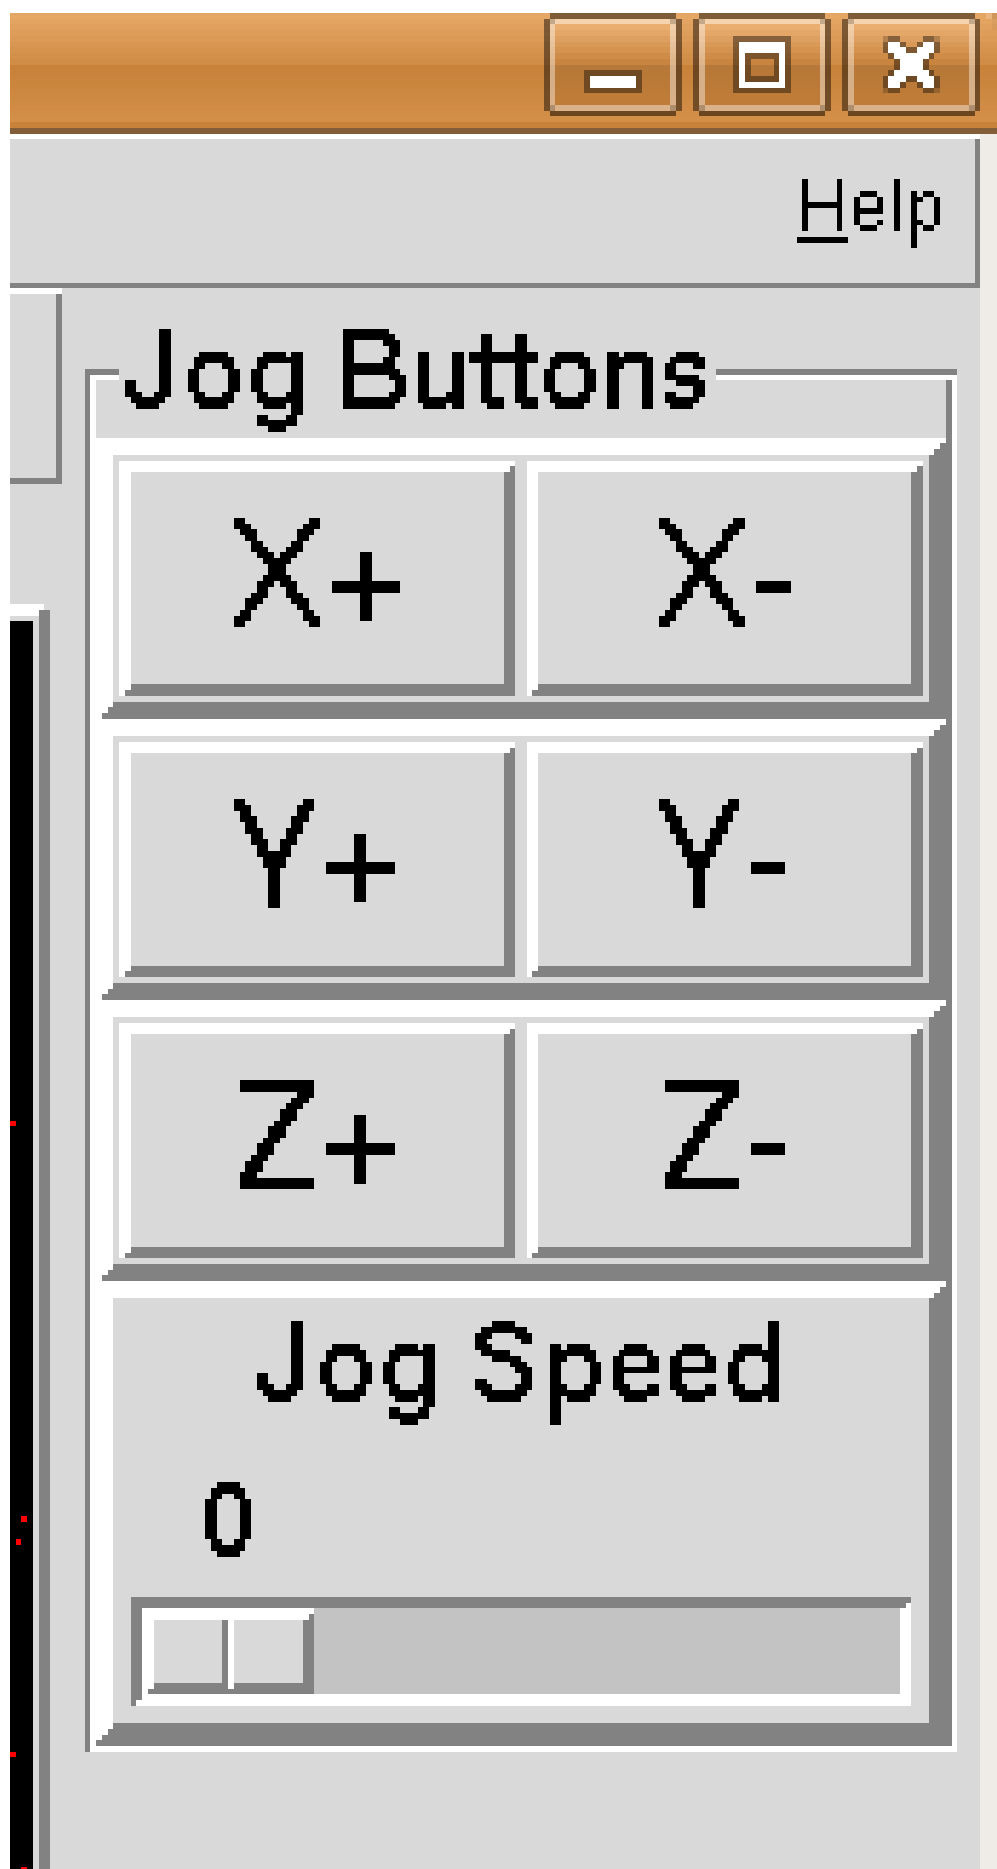 Help
Jog Buttons
X+ X-
Y+ Y-
Z+ Z-
Jog Speed
0